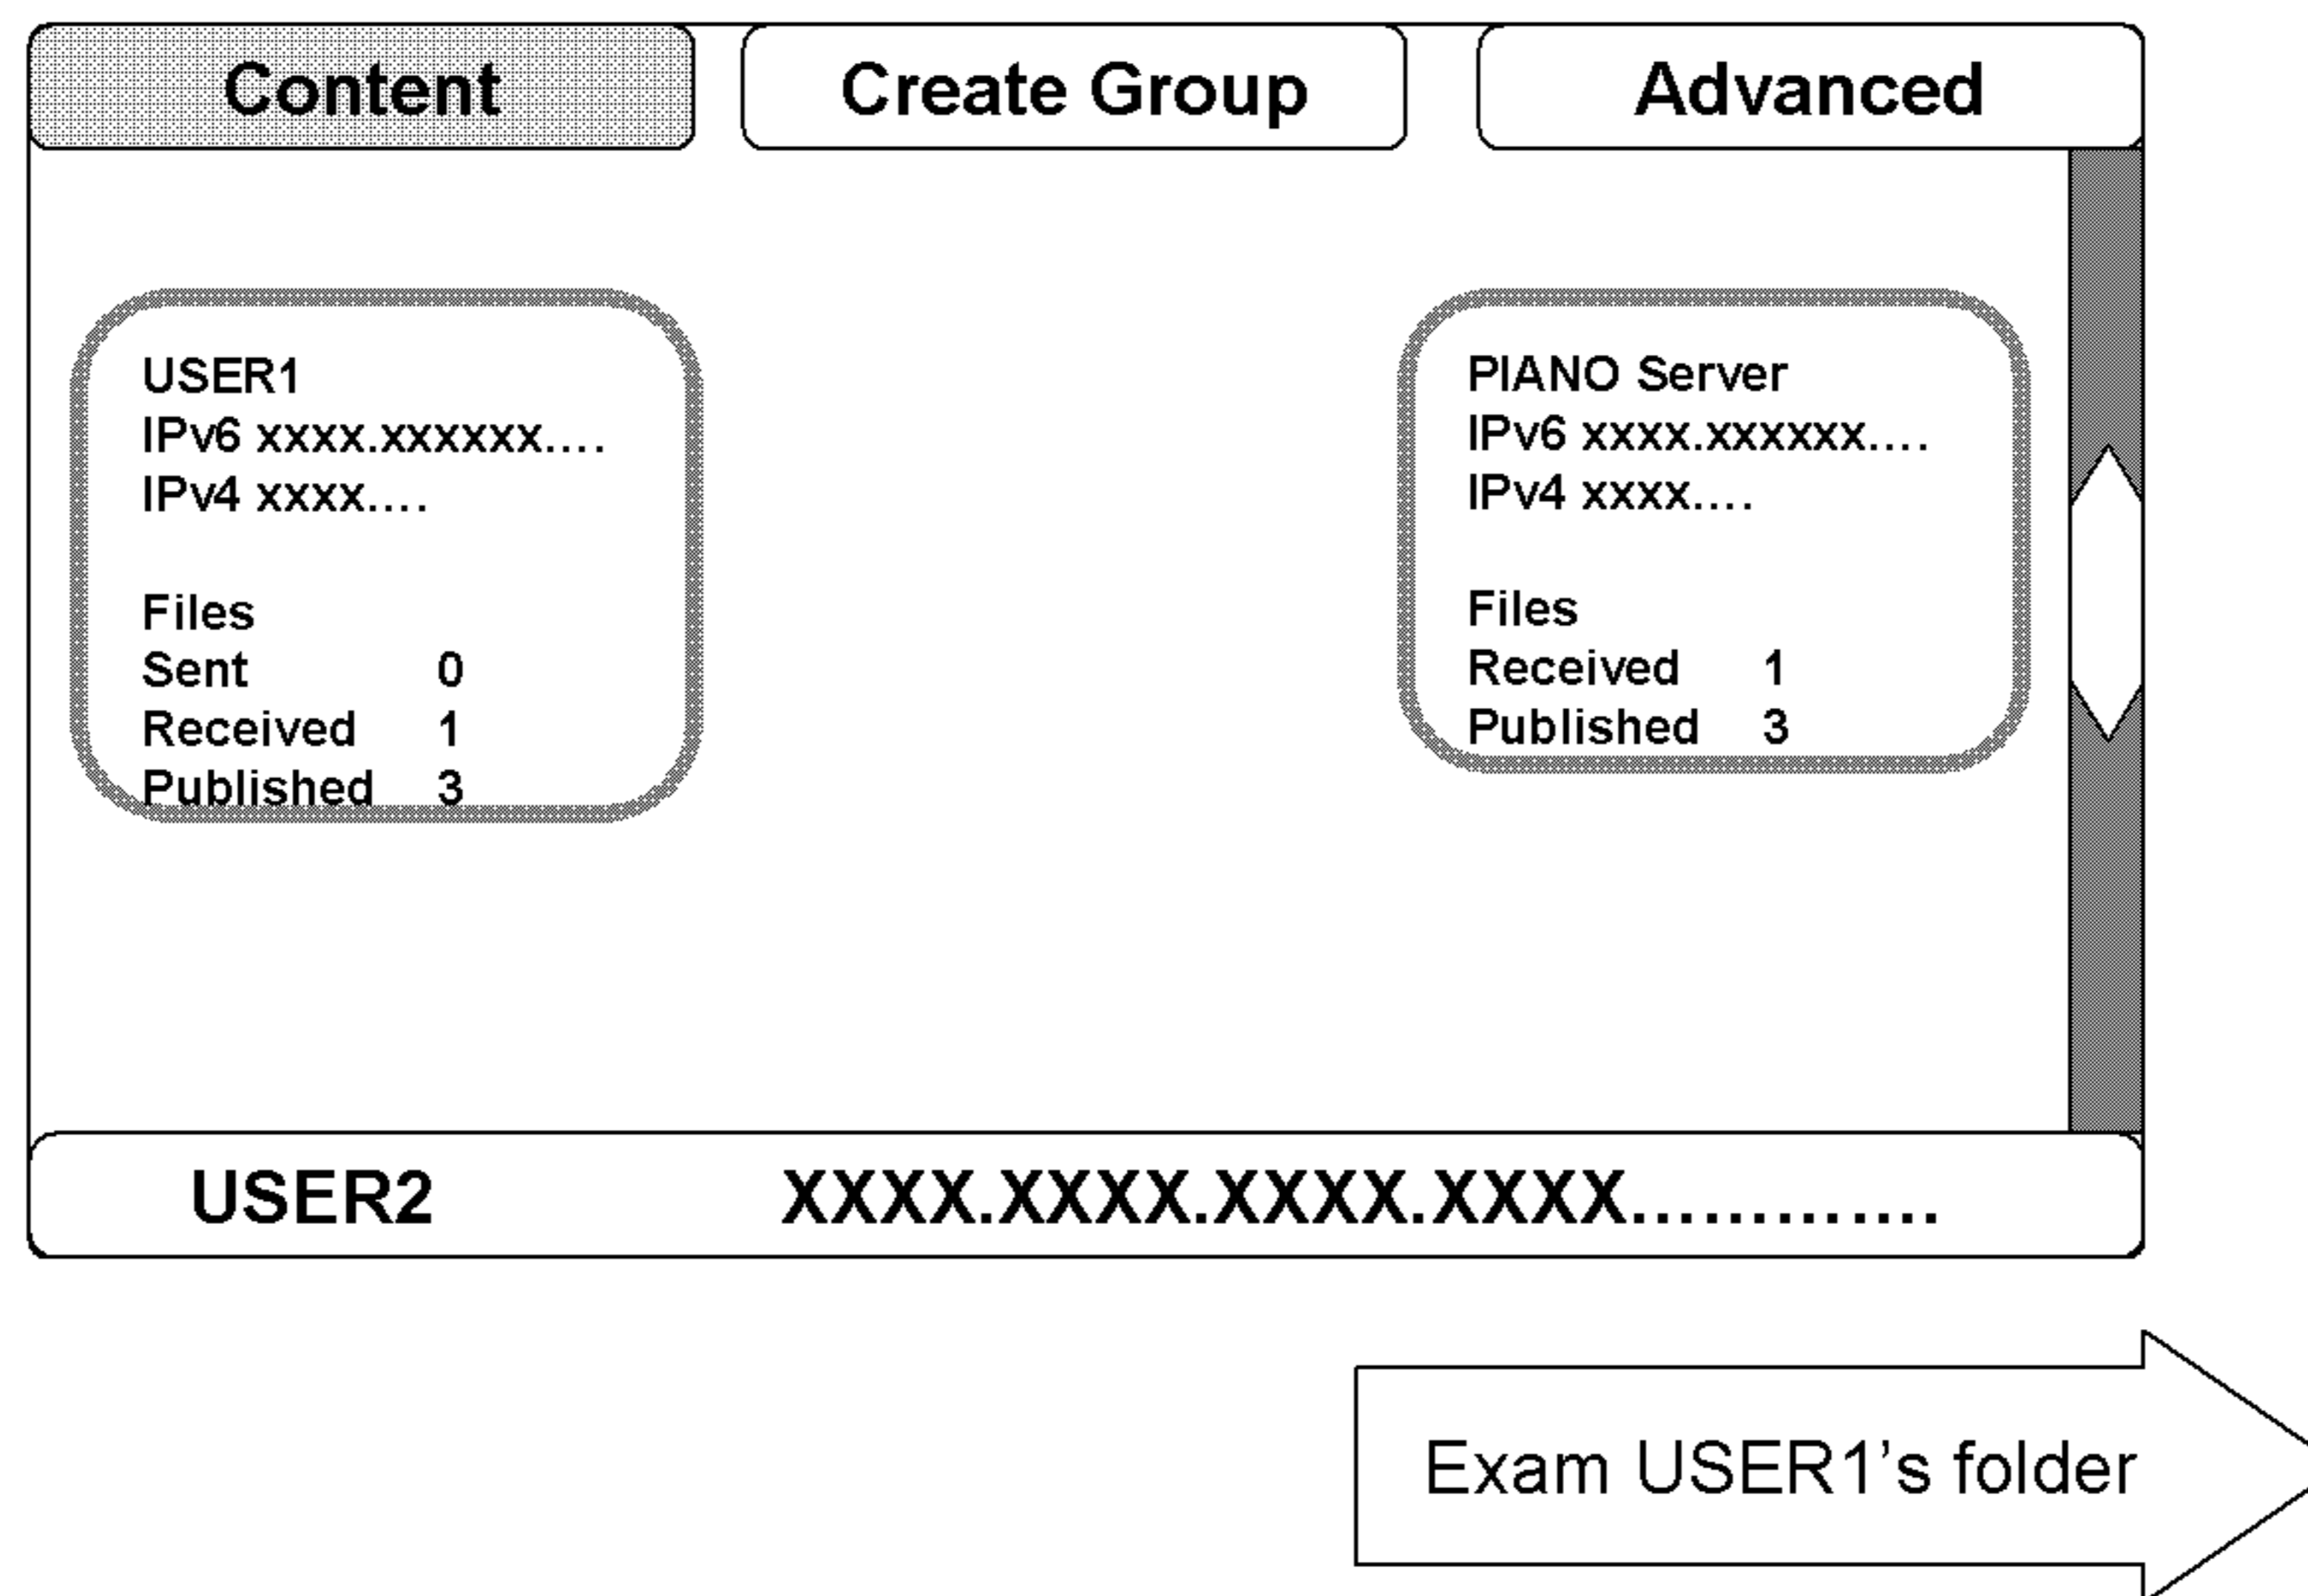 Content
Create Group
Advanced
USER1
IPv6 xxxx.xxxxxx....
IPv4 xxxx....
Files
Sent 0
Received 1
Published 3
PIANO Server
IPv6 xxxx.xxxxxx....
IPv4 xxxx....
Files
Received 1
Published 3
USER2 XXXX.XXXX.XXXX.XXXX.............
Exam USER1's folder